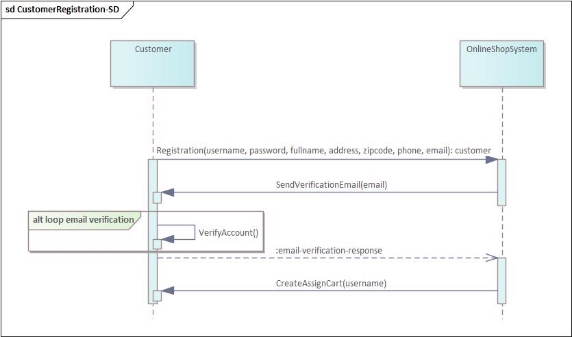 sd CustomerRegistration-SD
Customer
OnlineShopSystem
Registration(username, password, fullname, address, zipcode, phone, email): customer
SendVerificationEmail(email)
alt loop email verification
VerifyAccount()
:email-verification-response
CreateAssignCart(username)